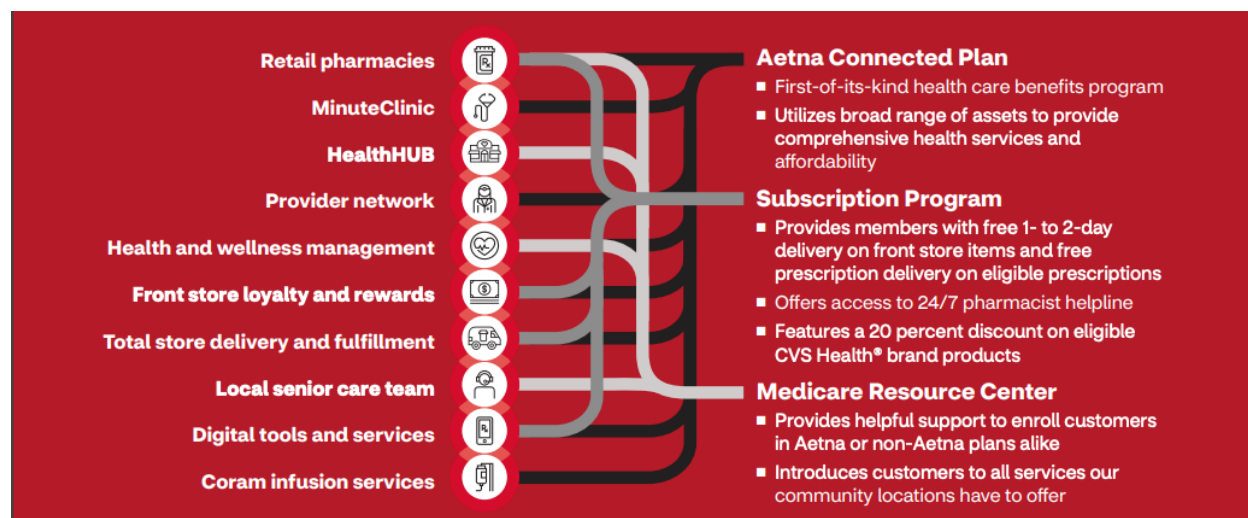 Retail pharmacies
MinuteClinic
HealthHUB
Provider network
Health and wellness management
Front store loyalty and rewards
Total store delivery and fulfillment
Local senior care team
Digital tools and services
Coram infusion services
Rx
$
Rx
Aetna Connected Plan
■ First-of-its-kind health care benefits program
■ Utilizes broad range of assets to provide
comprehensive health services and
affordability
Subscription Program
■ Provides members with free 1- to 2-day
delivery on front store items and free
prescription delivery on eligible prescriptions
■ Offers access to 24/7 pharmacist helpline
■ Features a 20 percent discount on eligible
CVS Health® brand products
Medicare Resource Center
■ Provides helpful support to enroll customers
in Aetna or non-Aetna plans alike
■ Introduces customers to all services our
community locations have to offer